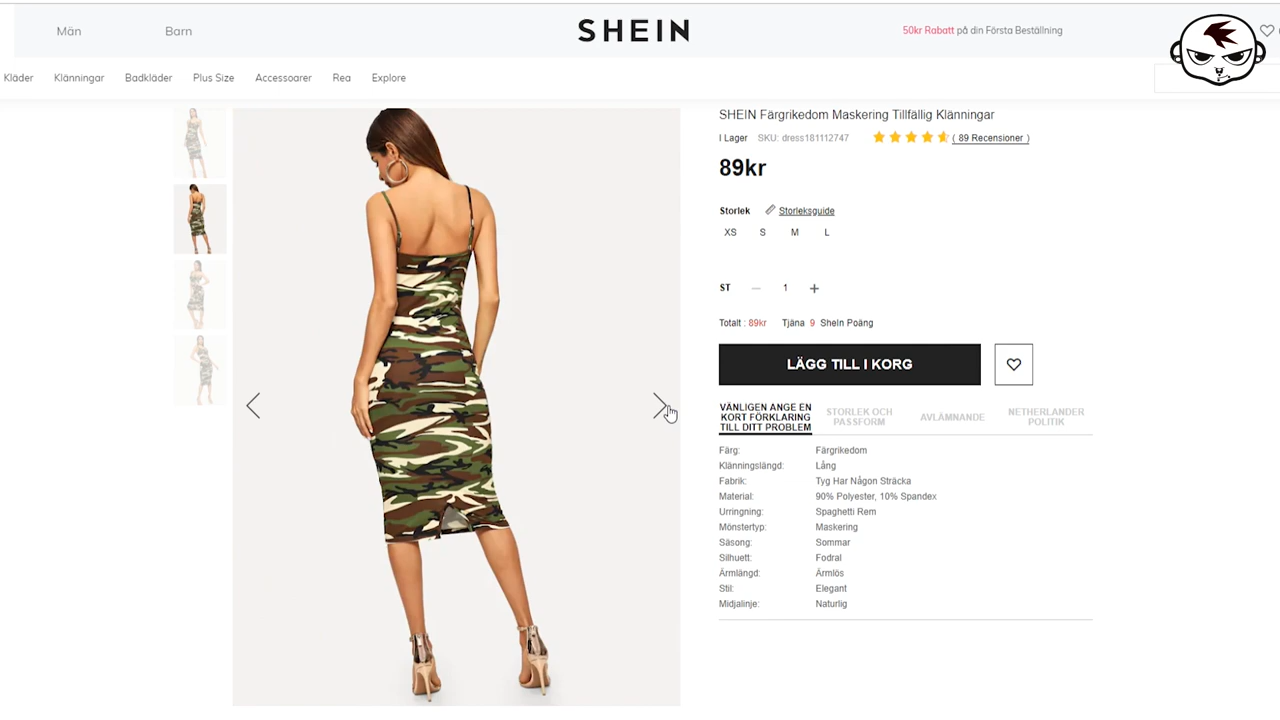 Män Barn SHEIN 50kr Rabatt på din Första Beställning
Kläder Klänningar Badkläder Plus Size Accessoarer Rea Explore
SHEIN Färgrikedom Maskering Tillfällig Klänningar
I Lager SKU: dress181112747 ( 89 Recensioner )
89kr
Storlek Storleksguide
XS S M L
ST 1
Totalt : 89kr Tjäna 9 SheIn Poäng
LÄGG TILL I KORG
VÄNLIGEN ANGE EN
KORT FÖRKLARING
TILL DITT PROBLEM
STORLEK OCH
PASSFORM
AVLÄMNANDE
NETHERLANDER
POLITIK
Färg: Färgrikedom
Klänningslängd: Lång
Fabrik: Tyg Har Någon Sträcka
Material: 90% Polyester, 10% Spandex
Urringning: Spaghetti Rem
Mönstertyp: Maskering
Säsong: Sommar
Silhuett: Fodral
Ärmlängd: Ärmlös
Stil: Elegant
Midjalinje: Naturlig